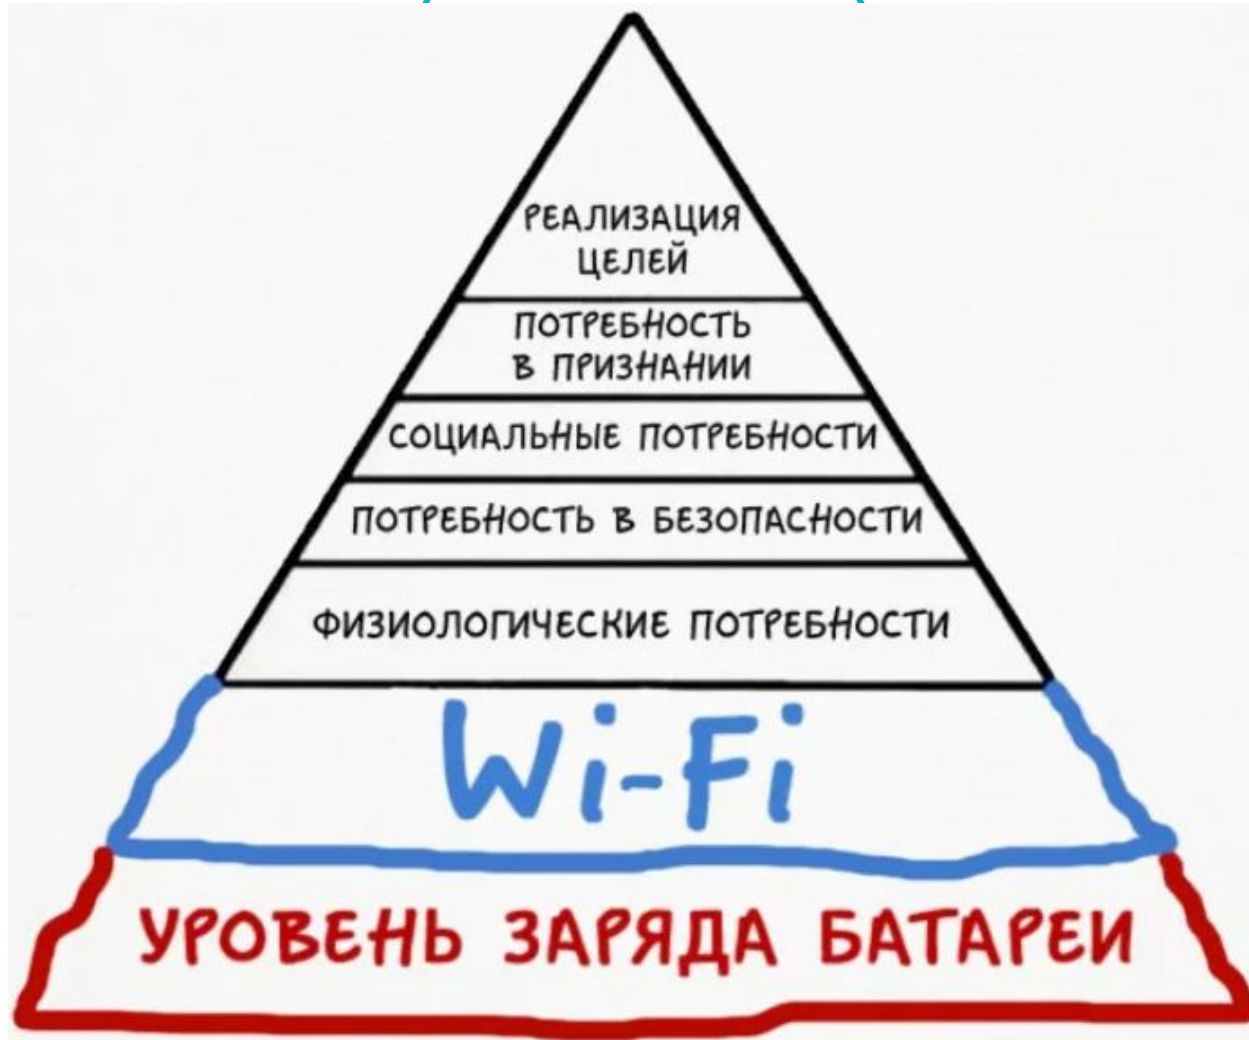 РЕАЛИЗАЦИЯ
ЦЕЛЕЙ
ПОТРЕБНОСТЬ
В ПРИЗНАНИИ
СОЦИАЛЬНЫЕ ПОТРЕБНОСТИ
ПОТРЕБНОСТЬ В БЕЗОПАСНОСТИ
ФИЗИОЛОГИЧЕСКИЕ ПОТРЕБНОСТИ
Wi-Fi
УРОВЕНЬ ЗАРЯДА БАТАРЕИ